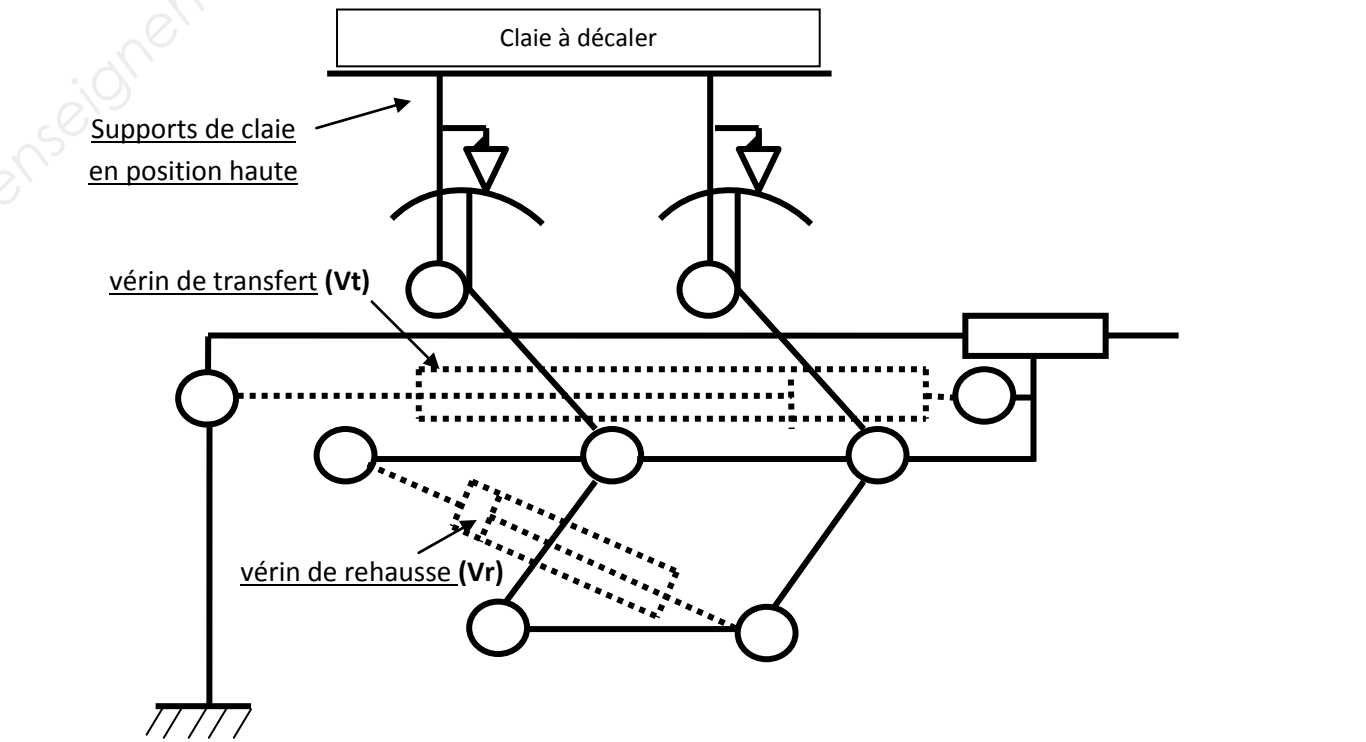 Claie à décaler
Supports de claie
en position haute
vérin de transfert (Vt)
vérin de rehausse (Vr)